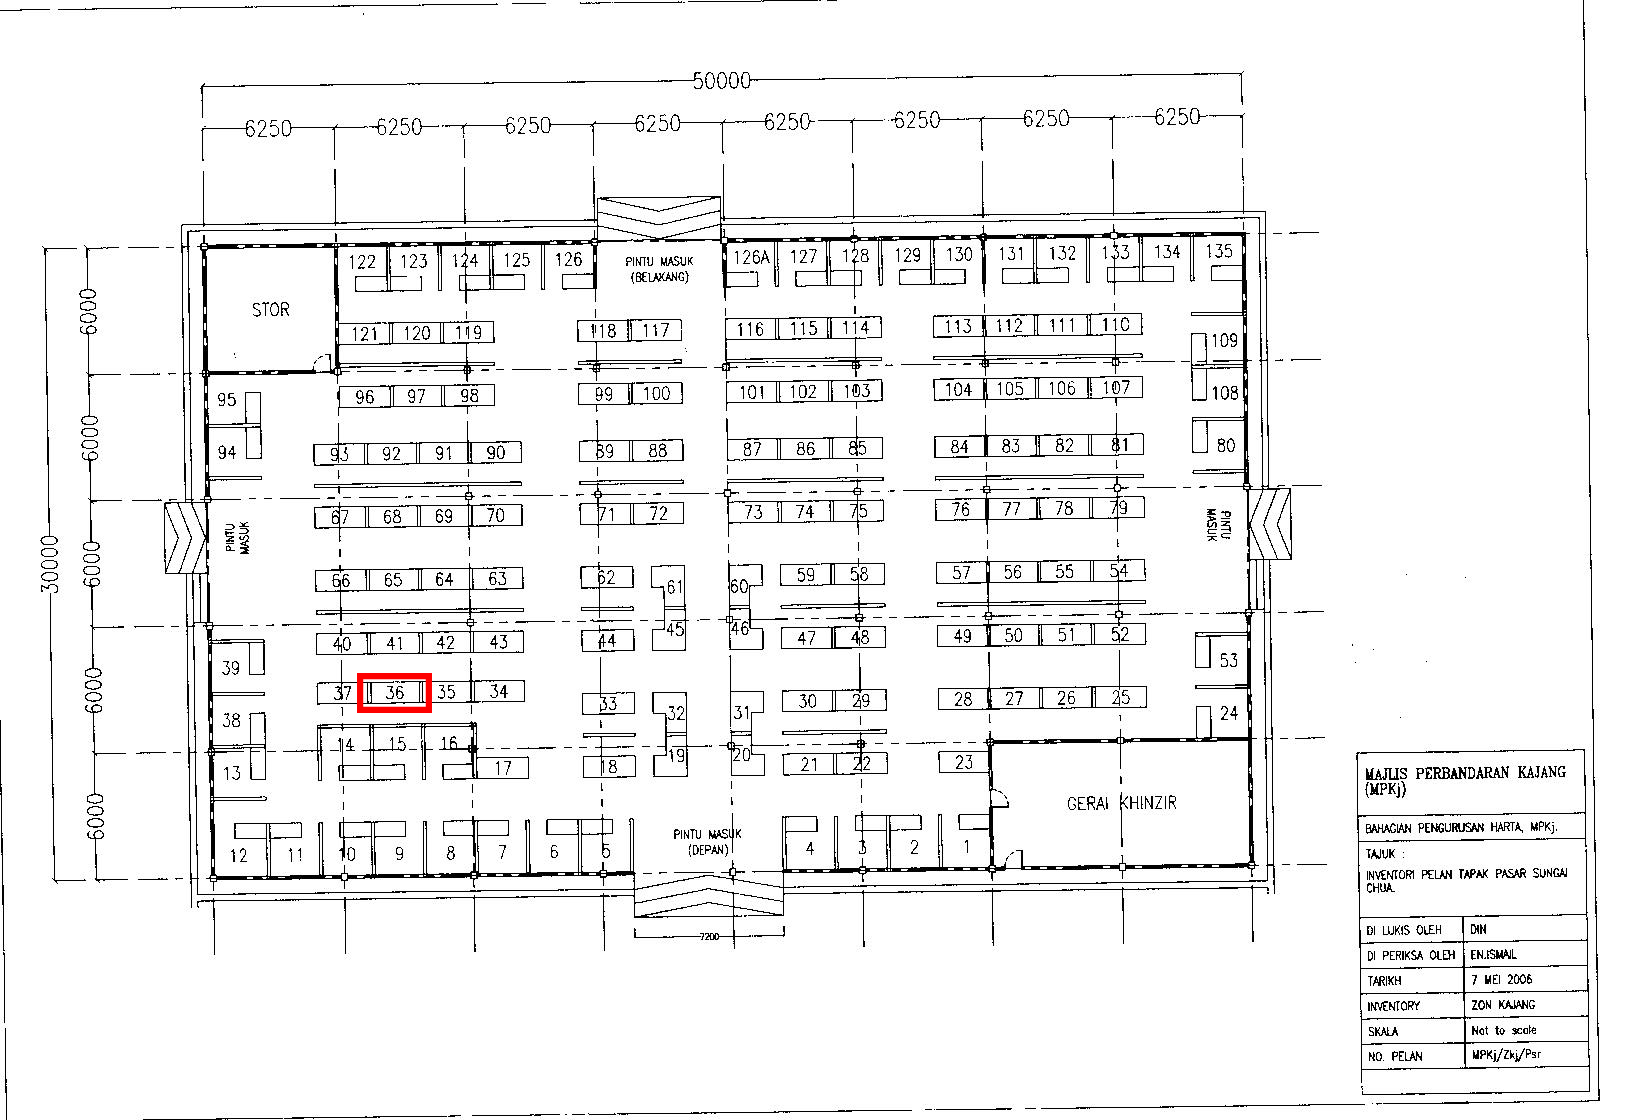 50000
6250 6250 6250 6250 6250 6250 6250 6250
122 123 124 125 126 PINTU MASUK 126A 127 128 129 130 131 132 133 134 135
(BELAKANG)
6000 STOR
121 120 119 118 117 116 115 114 113 112 111 110
109
95 96 97 98 99 100 101 102 103 104 105 106 107 108
6000
94 93 92 91 90 89 88 87 86 85 84 83 82 81 80
67 68 69 70 71 72 73 74 75 76 77 78 79
PINTU MASUK
PINTU MASUK
30000
6000
66 65 64 63 62 61 60 59 58 57 56 55 54
40 41 42 43 44 45 46 47 48 49 50 51 52
39 53
6000
37 36 35 34 33 32 31 30 29 28 27 26 25
38 24
14 15 16
13 17 18 19 20 21 22 23
6000
GERAI KHINZIR
PINTU MASUK
(DEPAN)
12 11 10 9 8 7 6 5 4 3 2 1
7200
MAJLIS PERBANDARAN KAJANG
(MPKj)
BAHAGIAN PENGURUSAN HARTA, MPKj.
TAJUK :
INVENTORI PELAN TAPAK PASAR SUNGAI
CHUA.
DI LUKIS OLEH DIN
DI PERIKSA OLEH EN.ISMAIL
TARIKH 7 MEI 2006
INVENTORY ZON KAJANG
SKALA Not to scale
NO. PELAN MPKj/Zkj/Psr